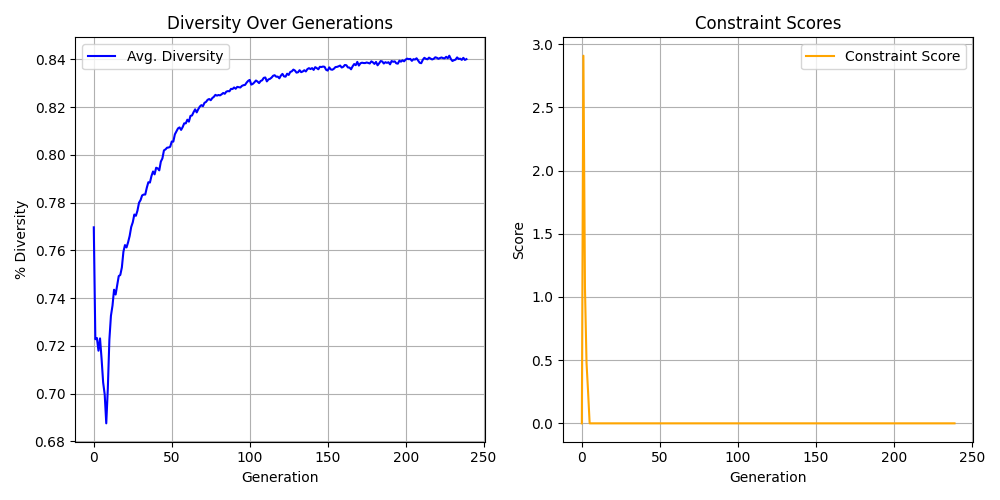 Diversity Over Generations
Avg. Diversity
% Diversity
0.84
0.82
0.80
0.78
0.76
0.74
0.72
0.70
0.68
0 50 100 150 200 250
Generation
Constraint Scores
Constraint Score
Score
3.0
2.5
2.0
1.5
1.0
0.5
0.0
0 50 100 150 200 250
Generation